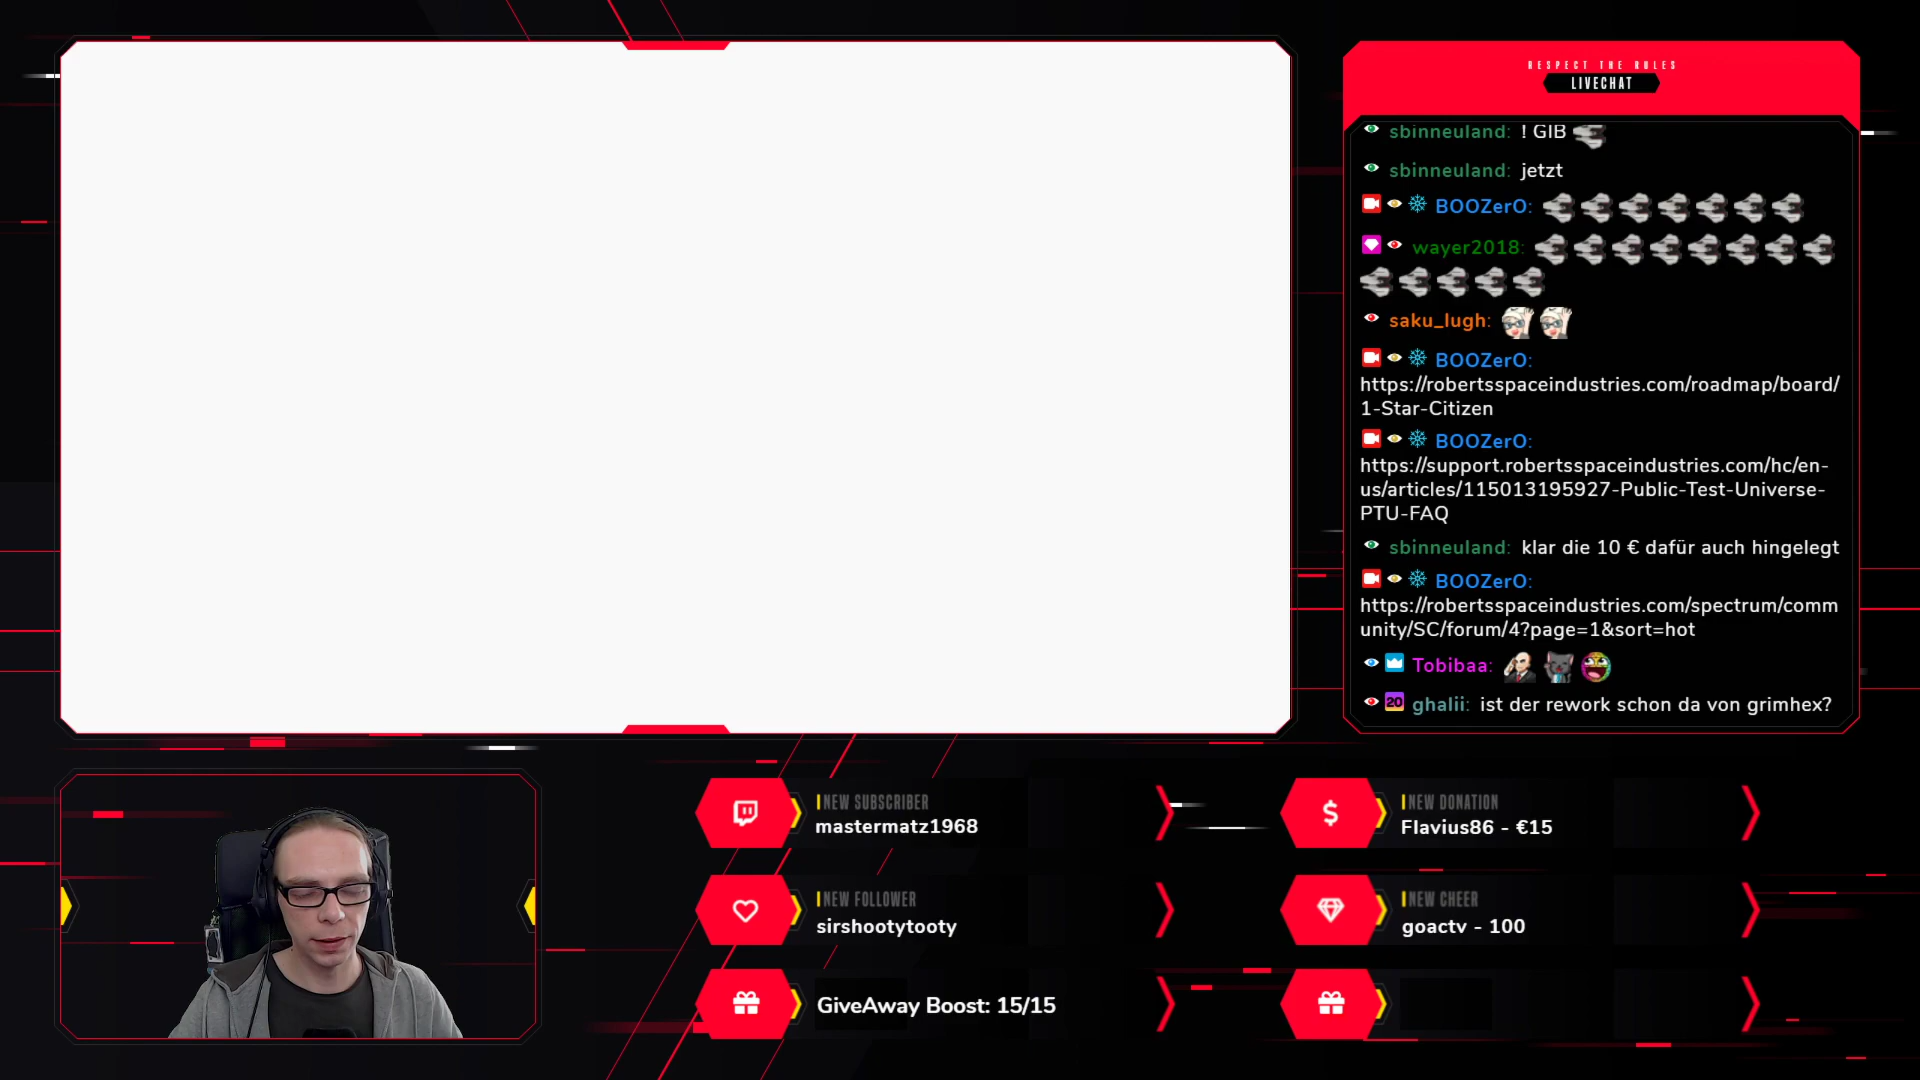 RESPECT THE RULES
LIVECHAT
sbinneuland: ! GIB
sbinneuland: jetzt
BOOZerO:
wayer2018:
saku_lugh:
BOOZerO:
https://robertsspaceindustries.com/roadmap/board/
1-Star-Citizen
BOOZerO:
https://support.robertsspaceindustries.com/hc/en-
us/articles/115013195927-Public-Test-Universe-
PTU-FAQ
sbinneuland: klar die 10 € dafür auch hingelegt
BOOZerO:
https://robertsspaceindustries.com/spectrum/comm
unity/SC/forum/4?page=1&sort=hot
Tobibaa:
20 ghalii: ist der rework schon da von grimhex?
NEW SUBSCRIBER
mastermatz1968
NEW DONATION
Flavius86 - €15
NEW FOLLOWER
sirshootytooty
NEW CHEER
goactv - 100
GiveAway Boost: 15/15